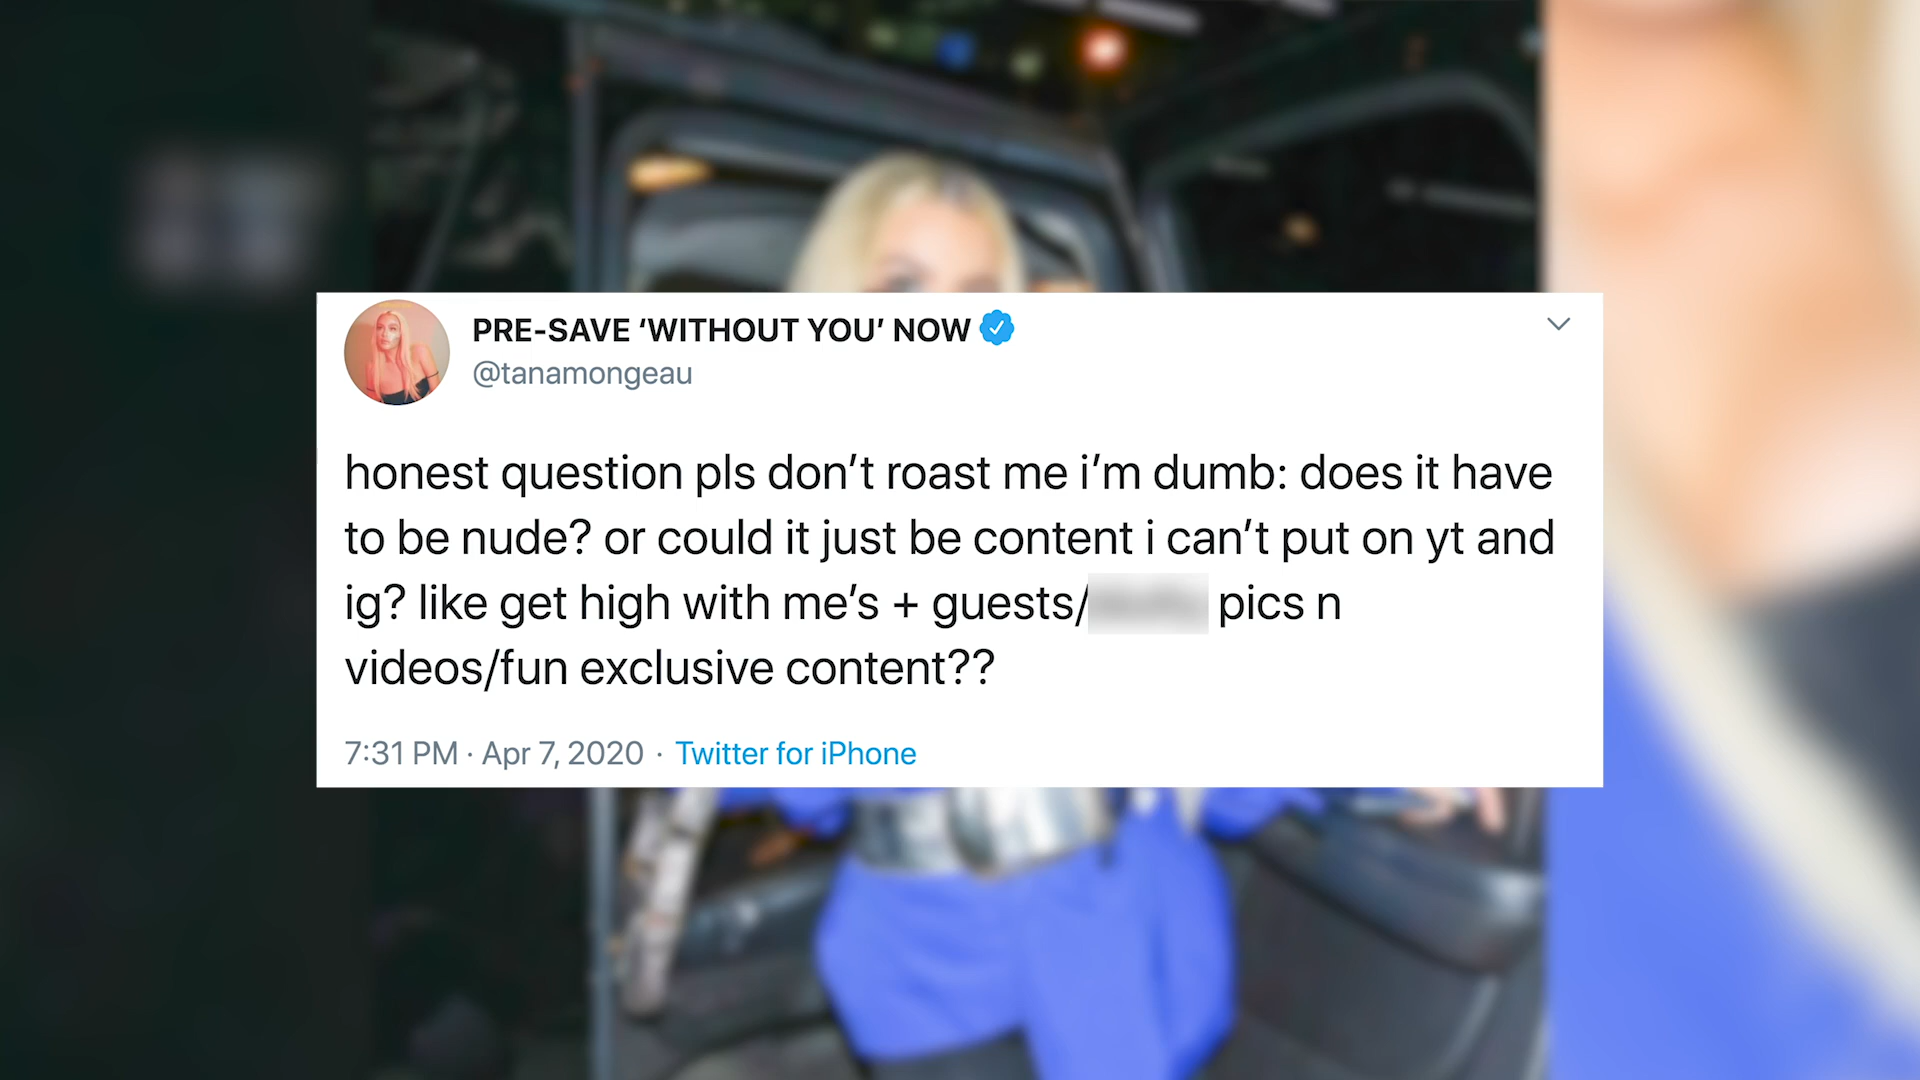 PRE-SAVE ‘WITHOUT YOU’ NOW
@tanamongeau
honest question pls don’t roast me i’m dumb: does it have
to be nude? or could it just be content i can’t put on yt and
ig? like get high with me’s + guests/ pics n
videos/fun exclusive content??
7:31 PM · Apr 7, 2020 · Twitter for iPhone